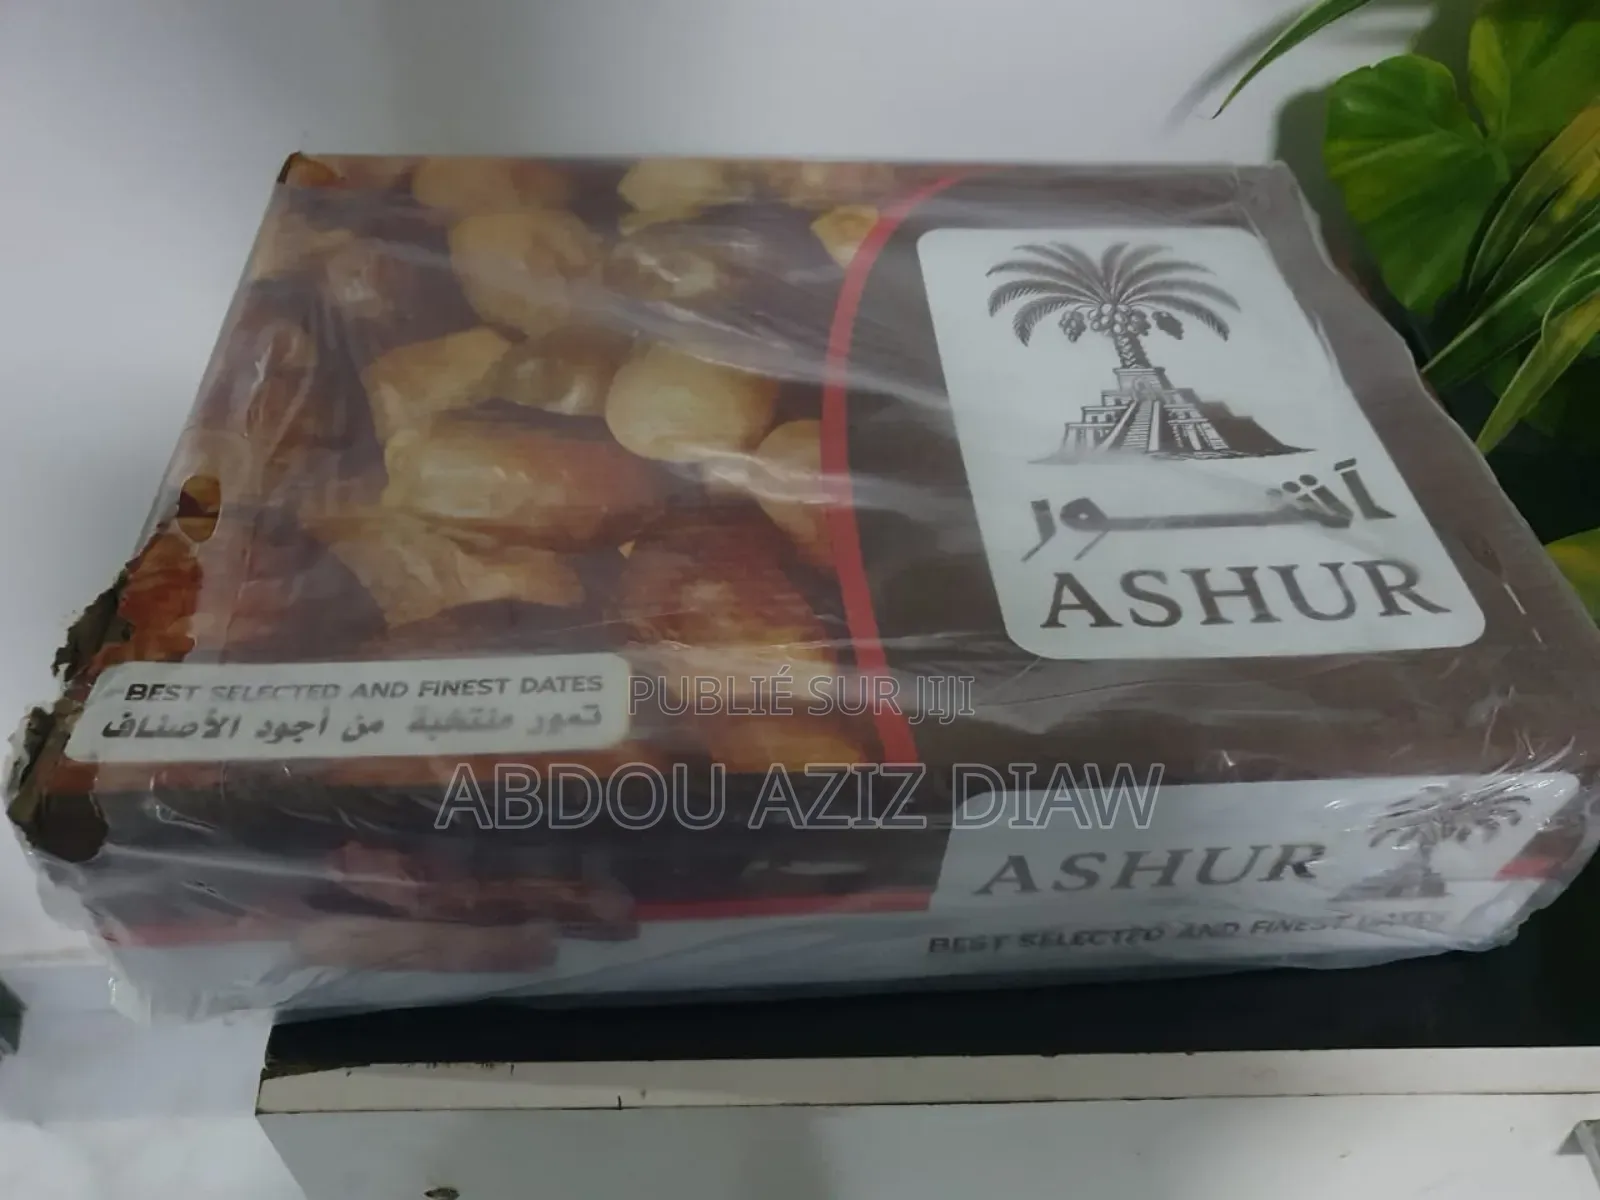 آشور
ASHUR
BEST SELECTED AND FINEST DATES
تمور منتخبة من أجود الأصناف
PUBLIÉ SUR JIJI
ABDOU AZIZ DIAW
ASHUR
BEST SELECTED AND FINEST DATES